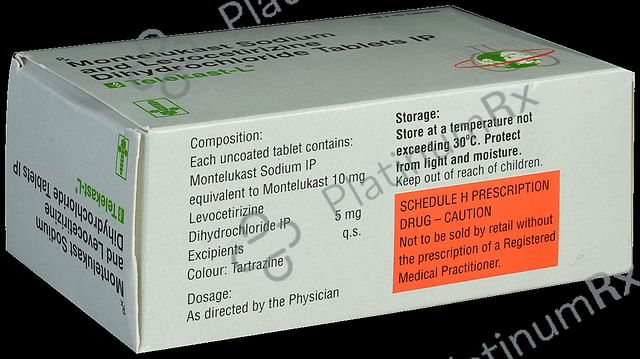 Rx
Montelukast Sodium
and Levocetirizine
Dihydrochloride Tablets IP
Telekast-L
Composition:
Each uncoated tablet contains:
Montelukast Sodium IP
equivalent to Montelukast 10 mg
Levocetirizine
Dihydrochloride IP 5 mg
Excipients q.s.
Colour: Tartrazine
Dosage:
As directed by the Physician
Storage:
Store at a temperature not
exceeding 30°C. Protect
from light and moisture.
Keep out of reach of children.
SCHEDULE H PRESCRIPTION
DRUG – CAUTION
Not to be sold by retail without
the prescription of a Registered
Medical Practitioner.
Rx
Montelukast Sodium
and Levocetirizine
Dihydrochloride Tablets IP
Telekast-L
PlatinumRx
PlatinumRx